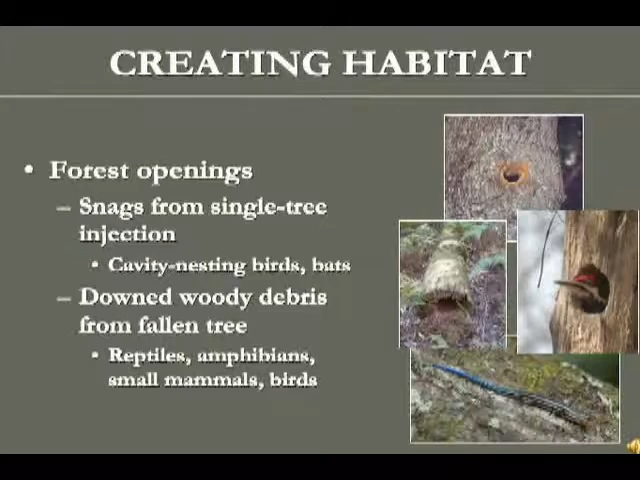 CREATING HABITAT
• Forest openings
– Snags from single-tree
injection
• Cavity-nesting birds, bats
– Downed woody debris
from fallen tree
• Reptiles, amphibians,
small mammals, birds